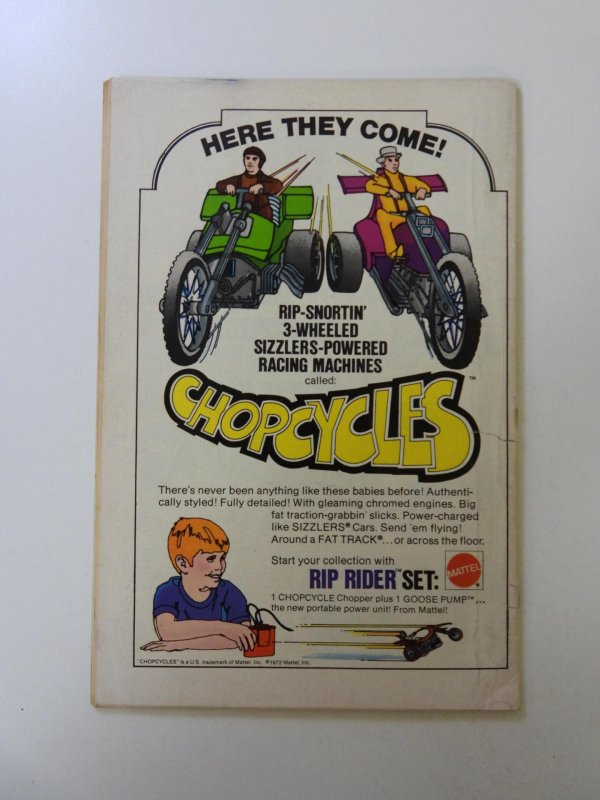 HERE THEY COME!
RIP-SNORTIN'
3-WHEELED
SIZZLERS-POWERED
RACING MACHINES
called:
CHOPCYCLES™
There's never been anything like these babies before! Authenti-
cally styled! Fully detailed! With gleaming chromed engines. Big
fat traction-grabbin' slicks. Power-charged
like SIZZLERS® Cars. Send 'em flying!
Around a FAT TRACK®...or across the floor.
Start your collection with
RIP RIDER™ SET:
MATTEL®
1 CHOPCYCLE Chopper plus 1 GOOSE PUMP™...
the new portable power unit! From Mattel!
"CHOPCYCLES" is a U.S. trademark of Mattel, Inc. ©1972 Mattel, Inc.